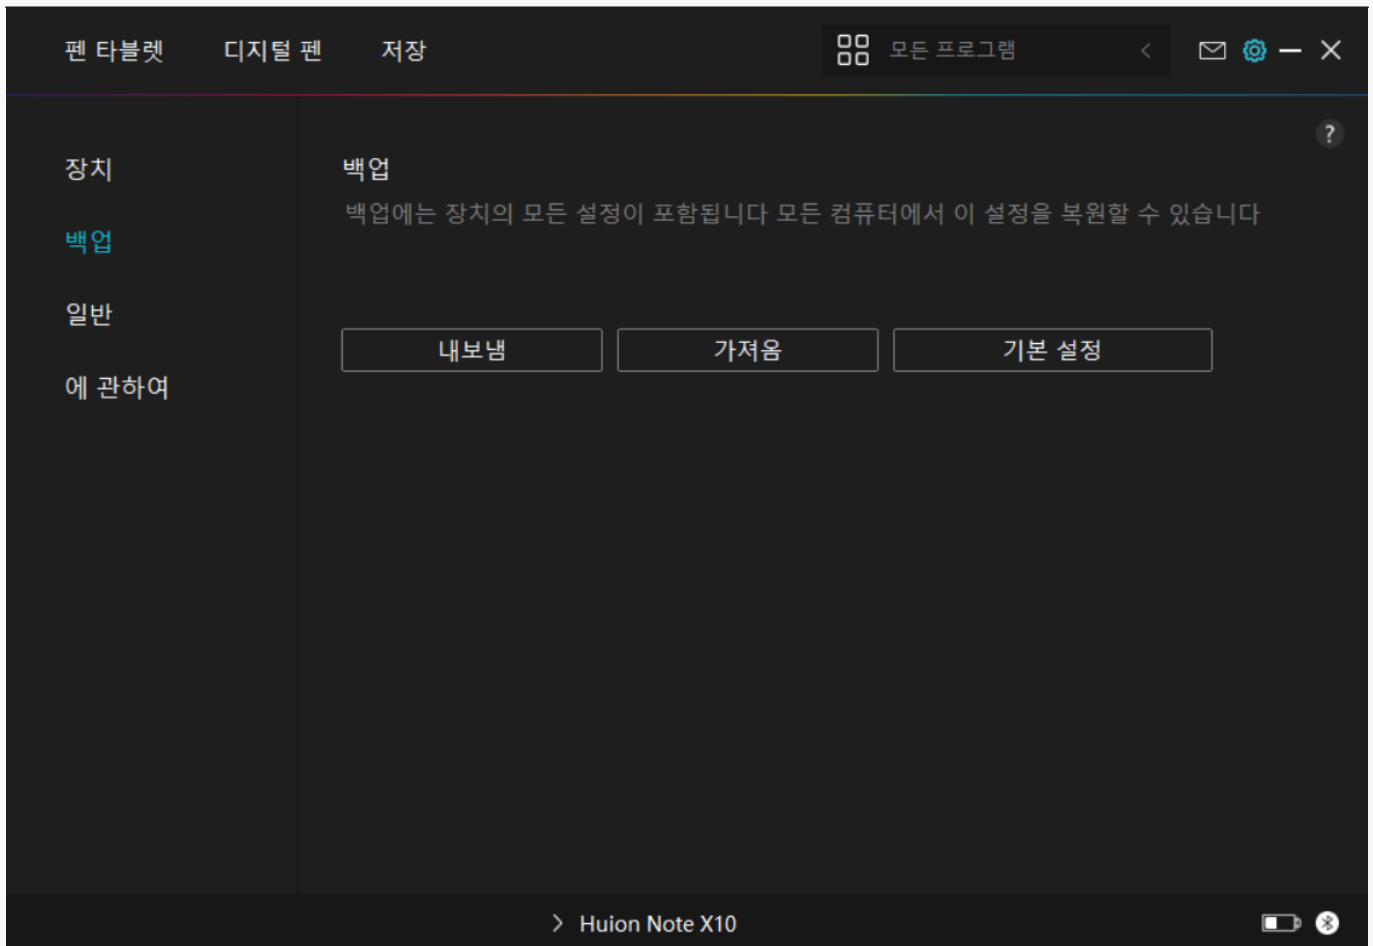 펜 타블렛 디지털 펜 저장 모든 프로그램
?
장치
백업
일반
에 관하여
백업
백업에는 장치의 모든 설정이 포함됩니다 모든 컴퓨터에서 이 설정을 복원할 수 있습니다
내보냄 가져옴 기본 설정
Huion Note X10